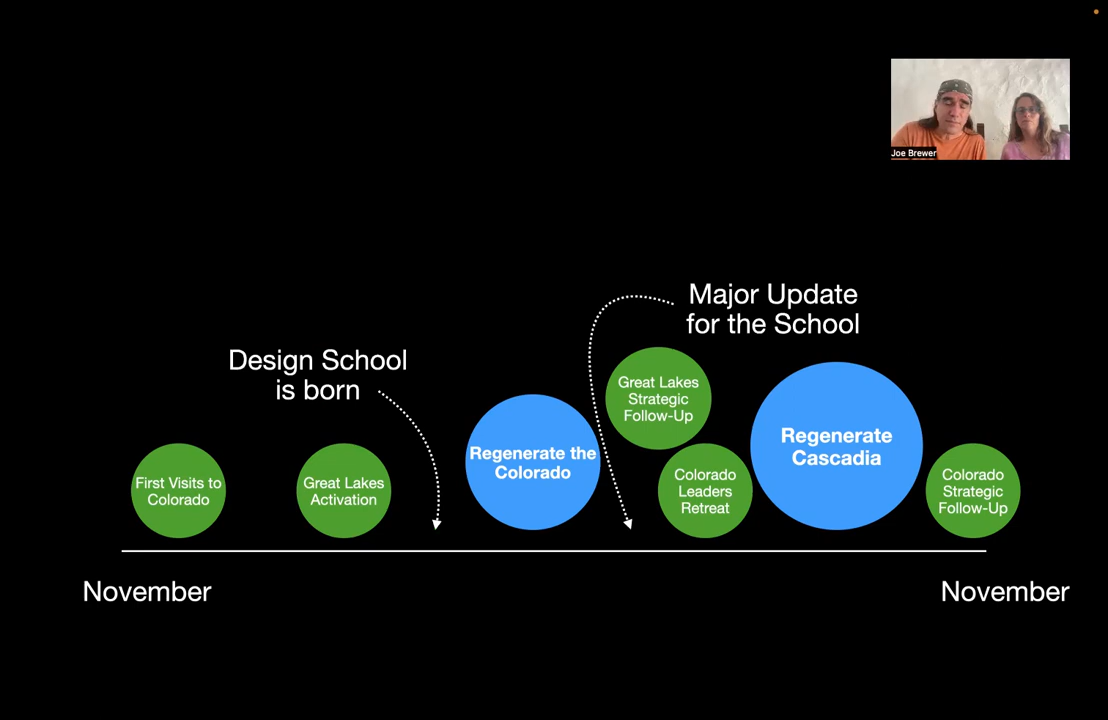 Joe Brewer
Major Update
for the School
Design School
is born
Great Lakes
Strategic
Follow-Up
Regenerate
Cascadia
Regenerate the
Colorado
First Visits to
Colorado
Great Lakes
Activation
Colorado
Leaders
Retreat
Colorado
Strategic
Follow-Up
November
November